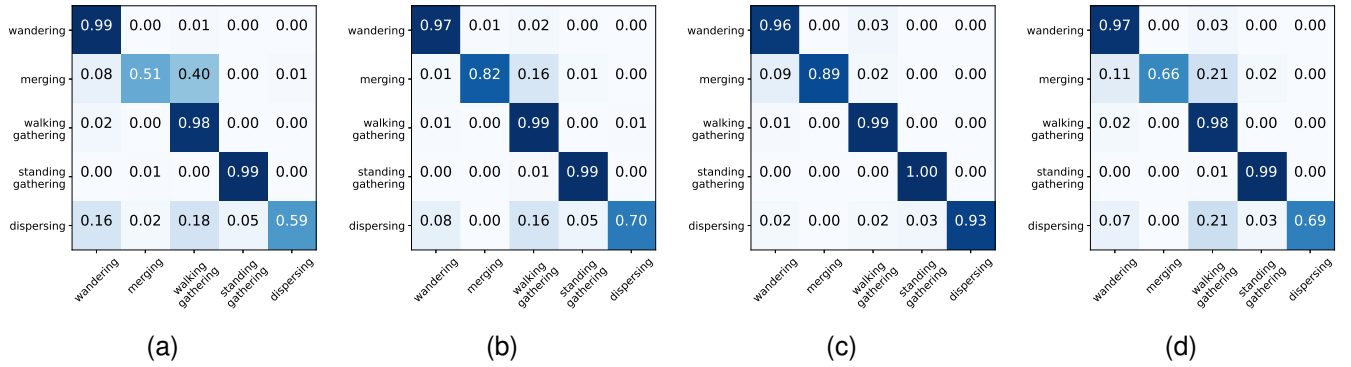 wandering 0.99 0.00 0.01 0.00 0.00
merging 0.08 0.51 0.40 0.00 0.01
walking
gathering 0.02 0.00 0.98 0.00 0.00
standing
gathering 0.00 0.01 0.00 0.99 0.00
dispersing 0.16 0.02 0.18 0.05 0.59
wandering
merging
walking
gathering
standing
gathering
dispersing
(a)
wandering 0.97 0.01 0.02 0.00 0.00
merging 0.01 0.82 0.16 0.01 0.00
walking
gathering 0.01 0.00 0.99 0.00 0.01
standing
gathering 0.00 0.00 0.01 0.99 0.00
dispersing 0.08 0.00 0.16 0.05 0.70
wandering
merging
walking
gathering
standing
gathering
dispersing
(b)
wandering 0.96 0.00 0.03 0.00 0.00
merging 0.09 0.89 0.02 0.00 0.00
walking
gathering 0.01 0.00 0.99 0.00 0.00
standing
gathering 0.00 0.00 0.00 1.00 0.00
dispersing 0.02 0.00 0.02 0.03 0.93
wandering
merging
walking
gathering
standing
gathering
dispersing
(c)
wandering 0.97 0.00 0.03 0.00 0.00
merging 0.11 0.66 0.21 0.02 0.00
walking
gathering 0.02 0.00 0.98 0.00 0.00
standing
gathering 0.00 0.00 0.01 0.99 0.00
dispersing 0.07 0.00 0.21 0.03 0.69
wandering
merging
walking
gathering
standing
gathering
dispersing
(d)